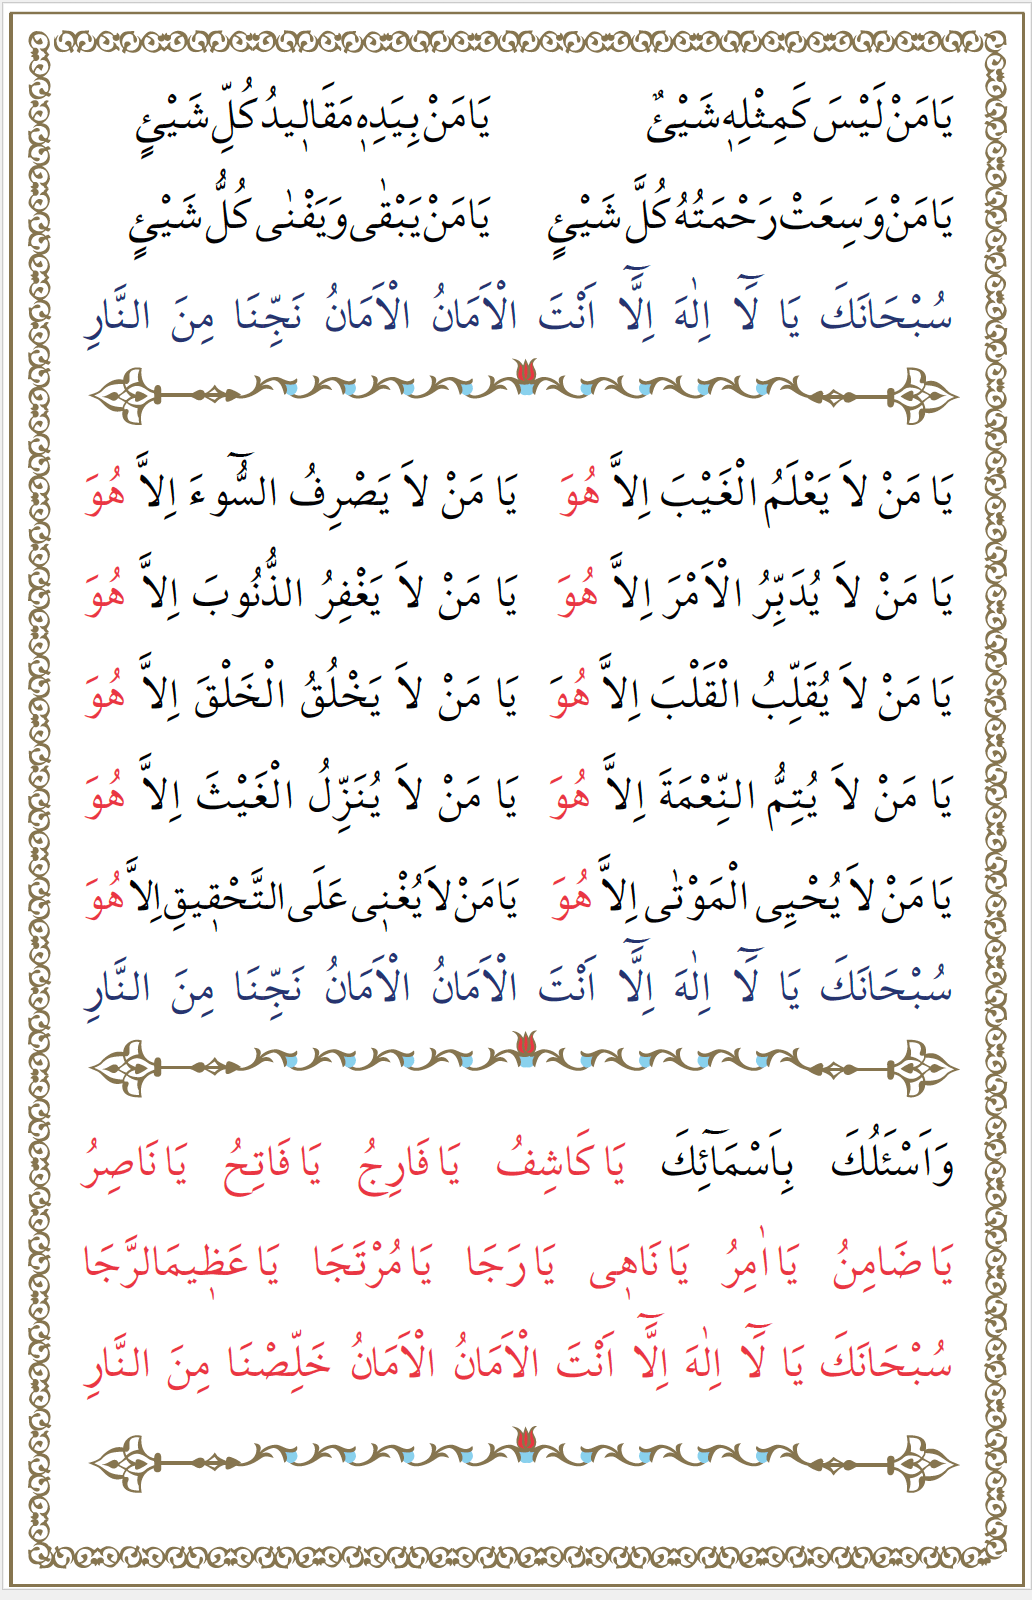 يَامَنْ لَيْسَ كَمِثْلِهٖ شَيْئٌ يَامَنْ بِيَدِهٖ مَقَالٖيدُ كُلِّ شَيْئٍ
يَامَنْ وَسِعَتْ رَحْمَتُهُ كُلَّ شَيْئٍ يَامَنْ يَبْقٰى وَيَفْنٰى كُلُّ شَيْئٍ
سُبْحَانَكَ يَا لَٓا اِلٰهَ اِلَّٓا اَنْتَ الْاَمَانُ الْاَمَانُ نَجِّنَا مِنَ النَّارِ
يَا مَنْ لاَ يَعْلَمُ الْغَيْبَ اِلاَّ هُوَ يَا مَنْ لاَ يَصْرِفُ السُّوٓءَ اِلاَّ هُوَ
يَا مَنْ لاَ يُدَبِّرُ الْاَمْرَ اِلاَّ هُوَ يَا مَنْ لاَ يَغْفِرُ الذُّنُوبَ اِلاَّ هُوَ
يَا مَنْ لاَ يُقَلِّبُ الْقَلْبَ اِلاَّ هُوَ يَا مَنْ لاَ يَخْلُقُ الْخَلْقَ اِلاَّ هُوَ
يَا مَنْ لاَ يُتِمُّ النِّعْمَةَ اِلاَّ هُوَ يَا مَنْ لاَ يُنَزِّلُ الْغَيْثَ اِلاَّ هُوَ
يَا مَنْ لاَ يُحْيِى الْمَوْتٰى اِلاَّ هُوَ يَامَنْ لاَ يُغْنٖى عَلَى التَّحْقٖيقِ اِلاَّ هُوَ
سُبْحَانَكَ يَا لَٓا اِلٰهَ اِلَّٓا اَنْتَ الْاَمَانُ الْاَمَانُ نَجِّنَا مِنَ النَّارِ
وَاَسْئَلُكَ بِاَسْمَٓائِكَ يَا كَاشِفُ يَا فَارِجُ يَا فَاتِحُ يَا نَاصِرُ
يَا ضَامِنُ يَا اٰمِرُ يَا نَاهٖى يَا رَجَا يَا مُرْتَجَا يَا عَظٖيمَالرَّجَا
سُبْحَانَكَ يَا لَٓا اِلٰهَ اِلَّٓا اَنْتَ الْاَمَانُ الْاَمَانُ خَلِّصْنَا مِنَ النَّارِ